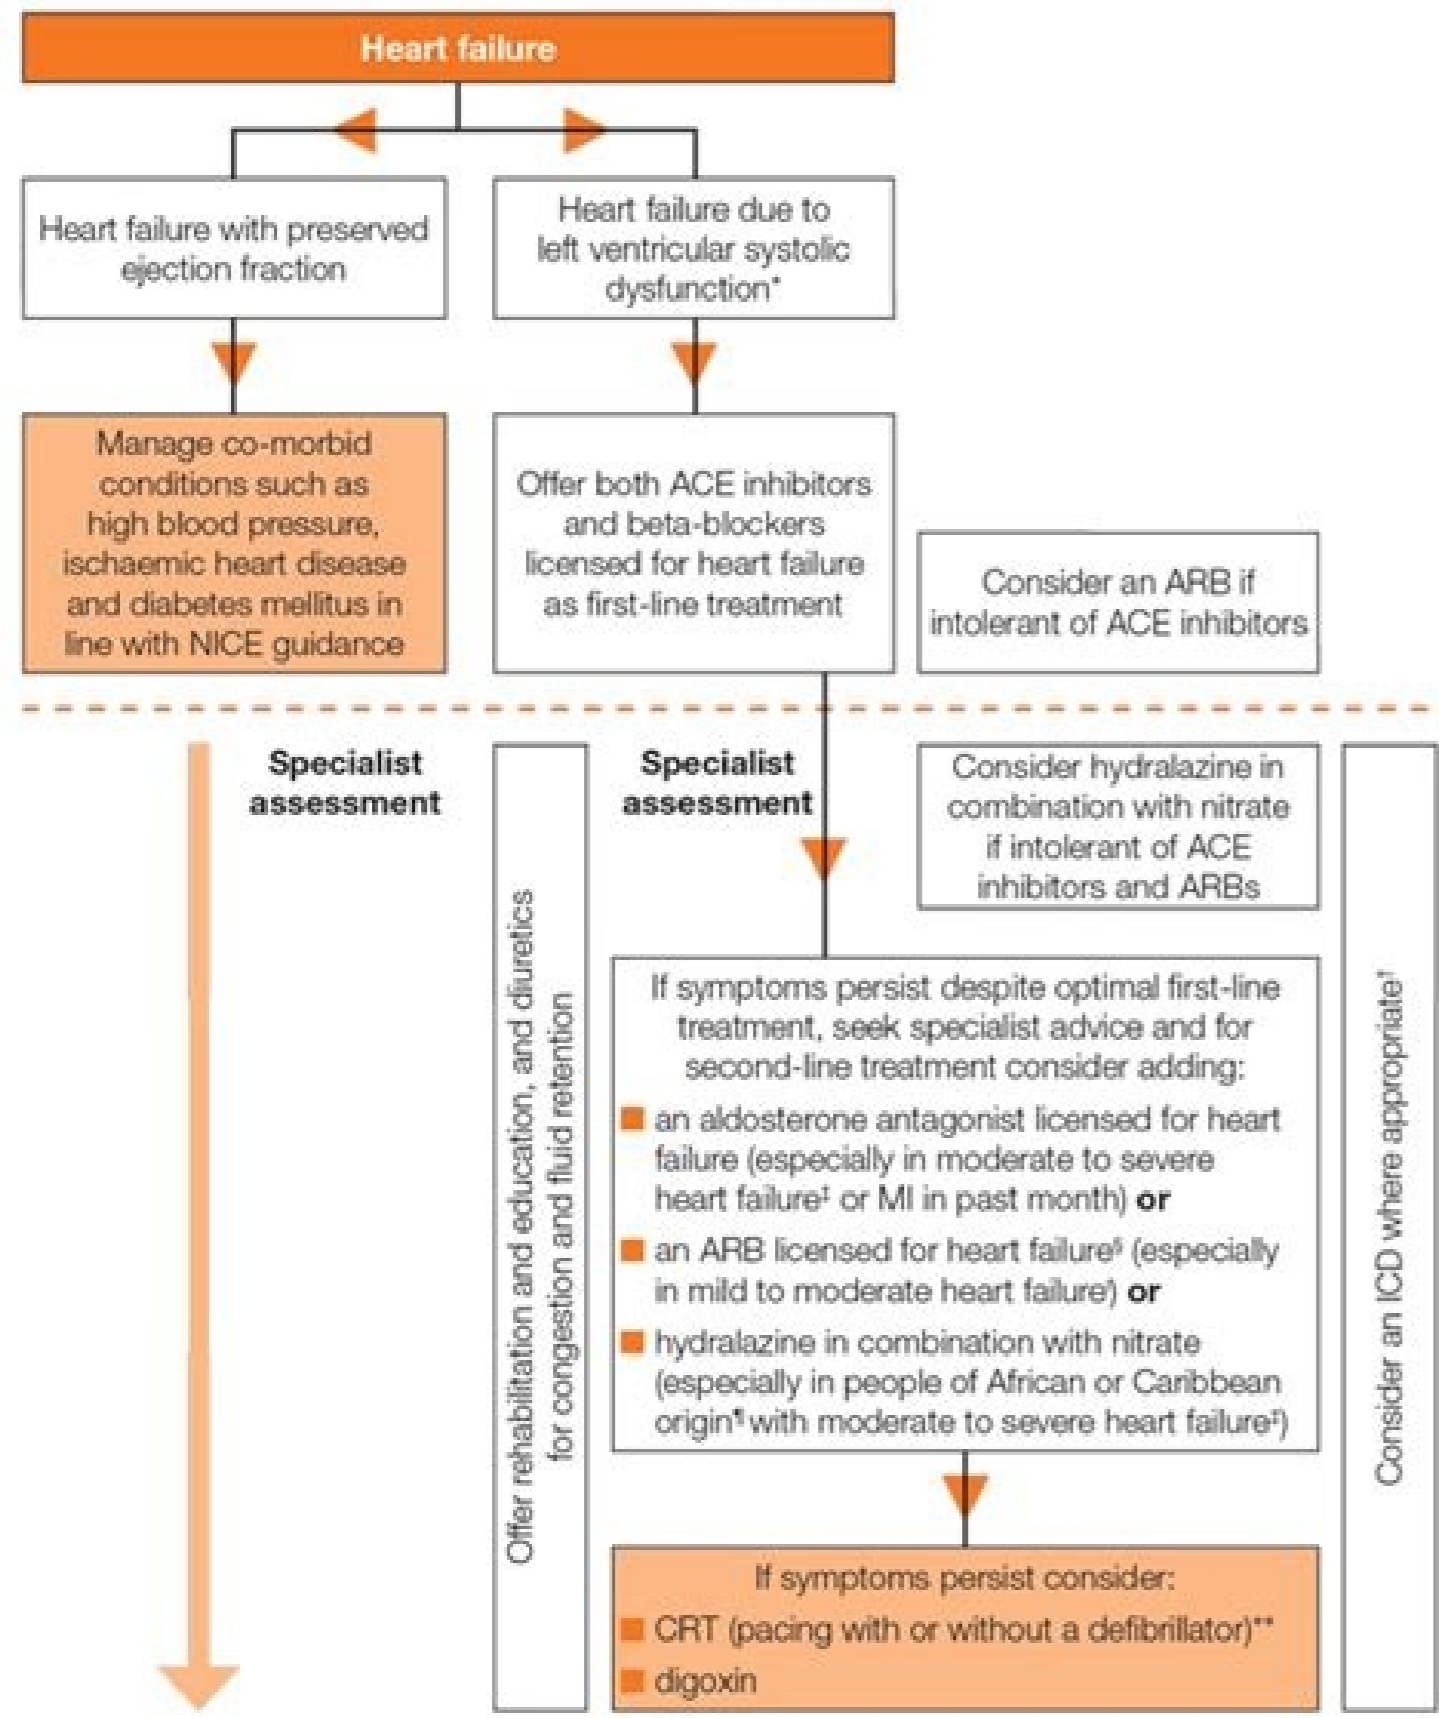 Heart failure
Heart failure with preserved
ejection fraction
Heart failure due to
left ventricular systolic
dysfunction*
Manage co-morbid
conditions such as
high blood pressure,
ischaemic heart disease
and diabetes mellitus in
line with NICE guidance
Offer both ACE inhibitors
and beta-blockers
licensed for heart failure
as first-line treatment
Consider an ARB if
intolerant of ACE inhibitors
Specialist
assessment
Offer rehabilitation and education, and diuretics
for congestion and fluid retention
Specialist
assessment
Consider hydralazine in
combination with nitrate
if intolerant of ACE
inhibitors and ARBs
If symptoms persist despite optimal first-line
treatment, seek specialist advice and for
second-line treatment consider adding:
an aldosterone antagonist licensed for heart
failure (especially in moderate to severe
heart failure‡ or MI in past month) or
an ARB licensed for heart failure§ (especially
in mild to moderate heart failure) or
hydralazine in combination with nitrate
(especially in people of African or Caribbean
origin¶ with moderate to severe heart failure‡)
Consider an ICD where appropriate†
If symptoms persist consider:
CRT (pacing with or without a defibrillator)**
digoxin